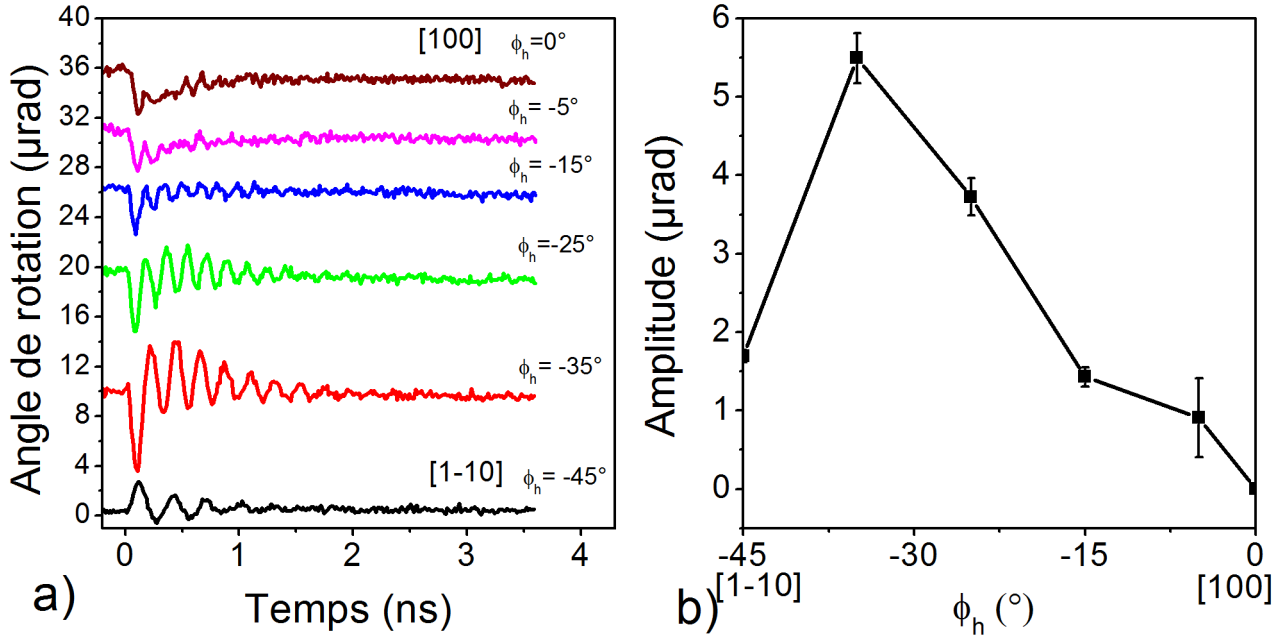 40
36
32
28
24
20
16
12
8
4
0
Angle de rotation (µrad)
[100]
ϕh=0°
ϕh= -5°
ϕh= -15°
ϕh=-25°
ϕh= -35°
[1-10]
ϕh= -45°
0
1
2
3
4
Temps (ns)
a)
6
5
4
3
2
1
0
Amplitude (µrad)
-45
-30
-15
0
[1-10]
[100]
ϕh (°)
b)